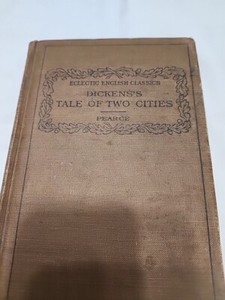 ECLECTIC ENGLISH CLASSICS
DICKENS'S
TALE OF TWO CITIES
PEARCE